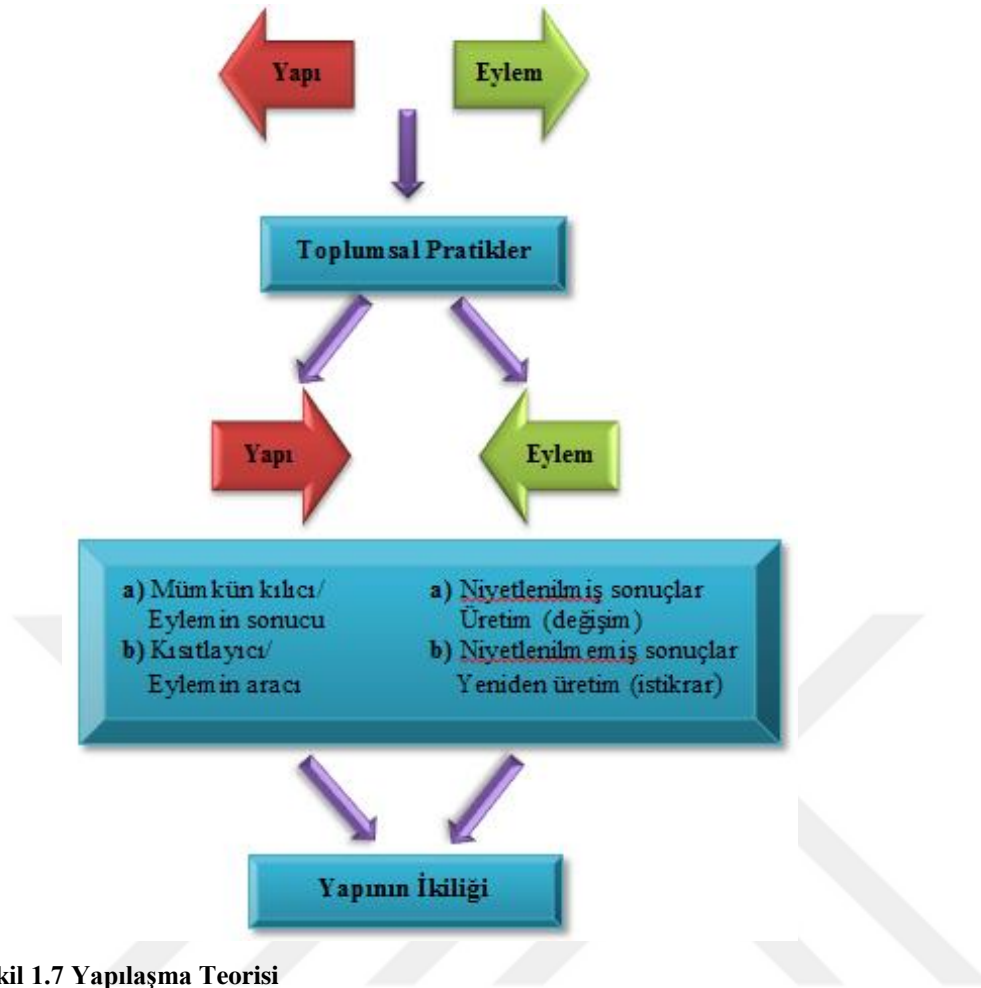 Yapı
Eylem
Toplumsal Pratikler
Yapı
Eylem
a) Mümkün kılıcı/
Eylemin sonucu
b) Kısıtlayıcı/
Eylemin aracı
a) Niyetlenilmiş sonuçlar
Üretim (değişim)
b) Niyetlenilmemiş sonuçlar
Yeniden üretim (istikrar)
Yapının İkiliği
kil 1.7 Yapılaşma Teorisi